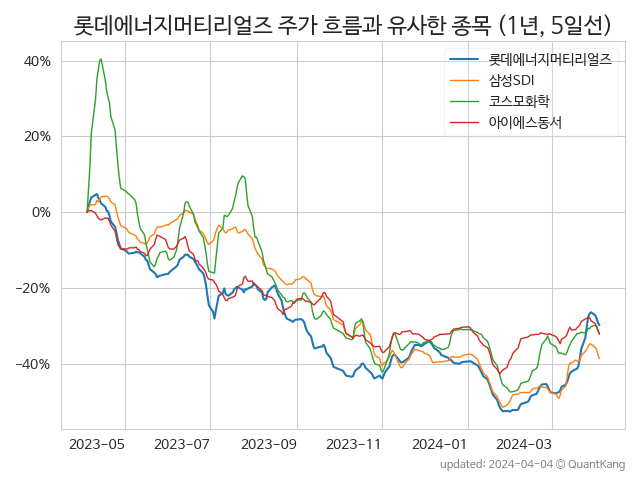 롯데에너지머티리얼즈 주가 흐름과 유사한 종목 (1년, 5일선)
롯데에너지머티리얼즈
삼성SDI
코스모화학
아이에스동서
40%
20%
0%
−20%
−40%
2023-05 2023-07 2023-09 2023-11 2024-01 2024-03
updated: 2024-04-04 © QuantKang